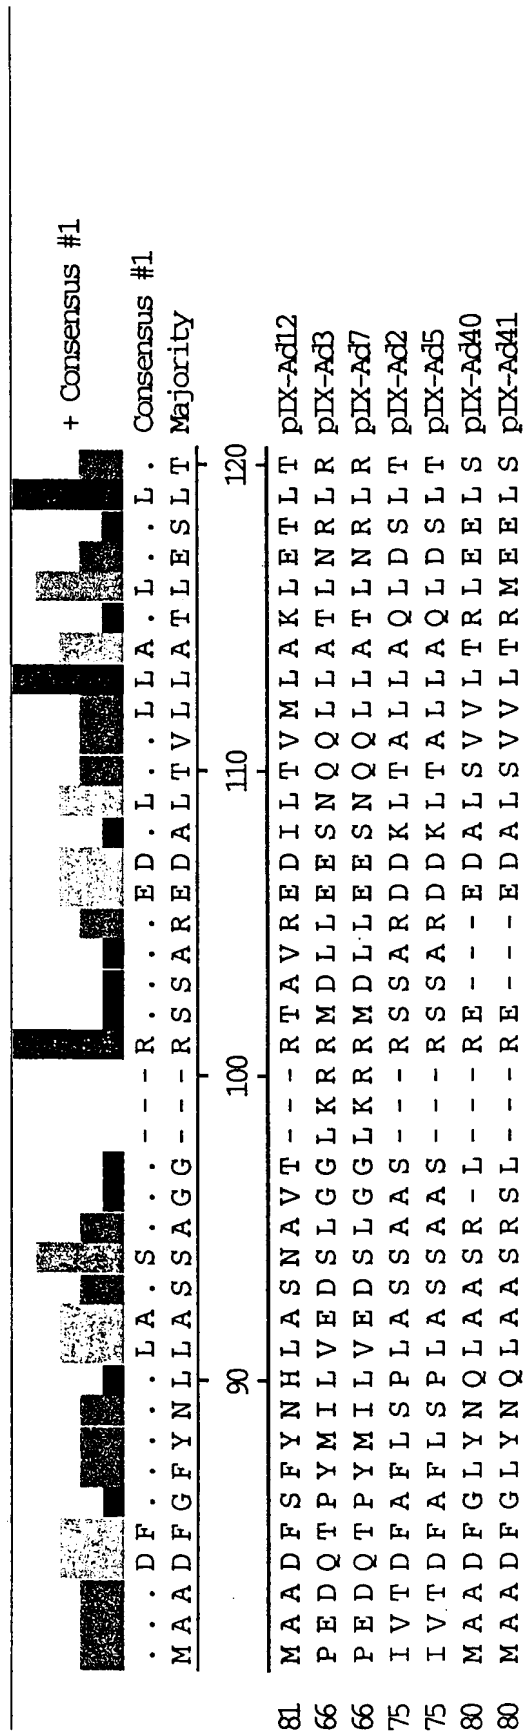 + Consensus #1
. . . D F . . . . . L A . S . . . - - - R . . . . E D . L . . L L A . L . . L . Consensus #1
M A A D F G F Y N L L A S S A G G - - - R S S A R E D A L T V L L A T L E S L T Majority
90 100 110 120
81 M A A D F S F Y N H L A S N A V T - - - R T A V R E D I L T V M L A K L E T L T pIX-Ad12
66 P E D Q T P Y M I L V E D S L G G L K R R M D L L E E S N Q Q L L A T L N R L R pIX-Ad3
66 P E D Q T P Y M I L V E D S L G G L K R R M D L L E E S N Q Q L L A T L N R L R pIX-Ad7
75 I V T D F A F L S P L A S S A A S - - - R S S A R D D K L T A L L A Q L D S L T pIX-Ad2
75 I V T D F A F L S P L A S S A A S - - - R S S A R D D K L T A L L A Q L D S L T pIX-Ad5
80 M A A D F G L Y N Q L A A S R - L - - - R E - - - E D A L S V V L T R L E E L S pIX-Ad40
80 M A A D F G L Y N Q L A A S R S L - - - R E - - - E D A L S V V L T R M E E L S pIX-Ad41